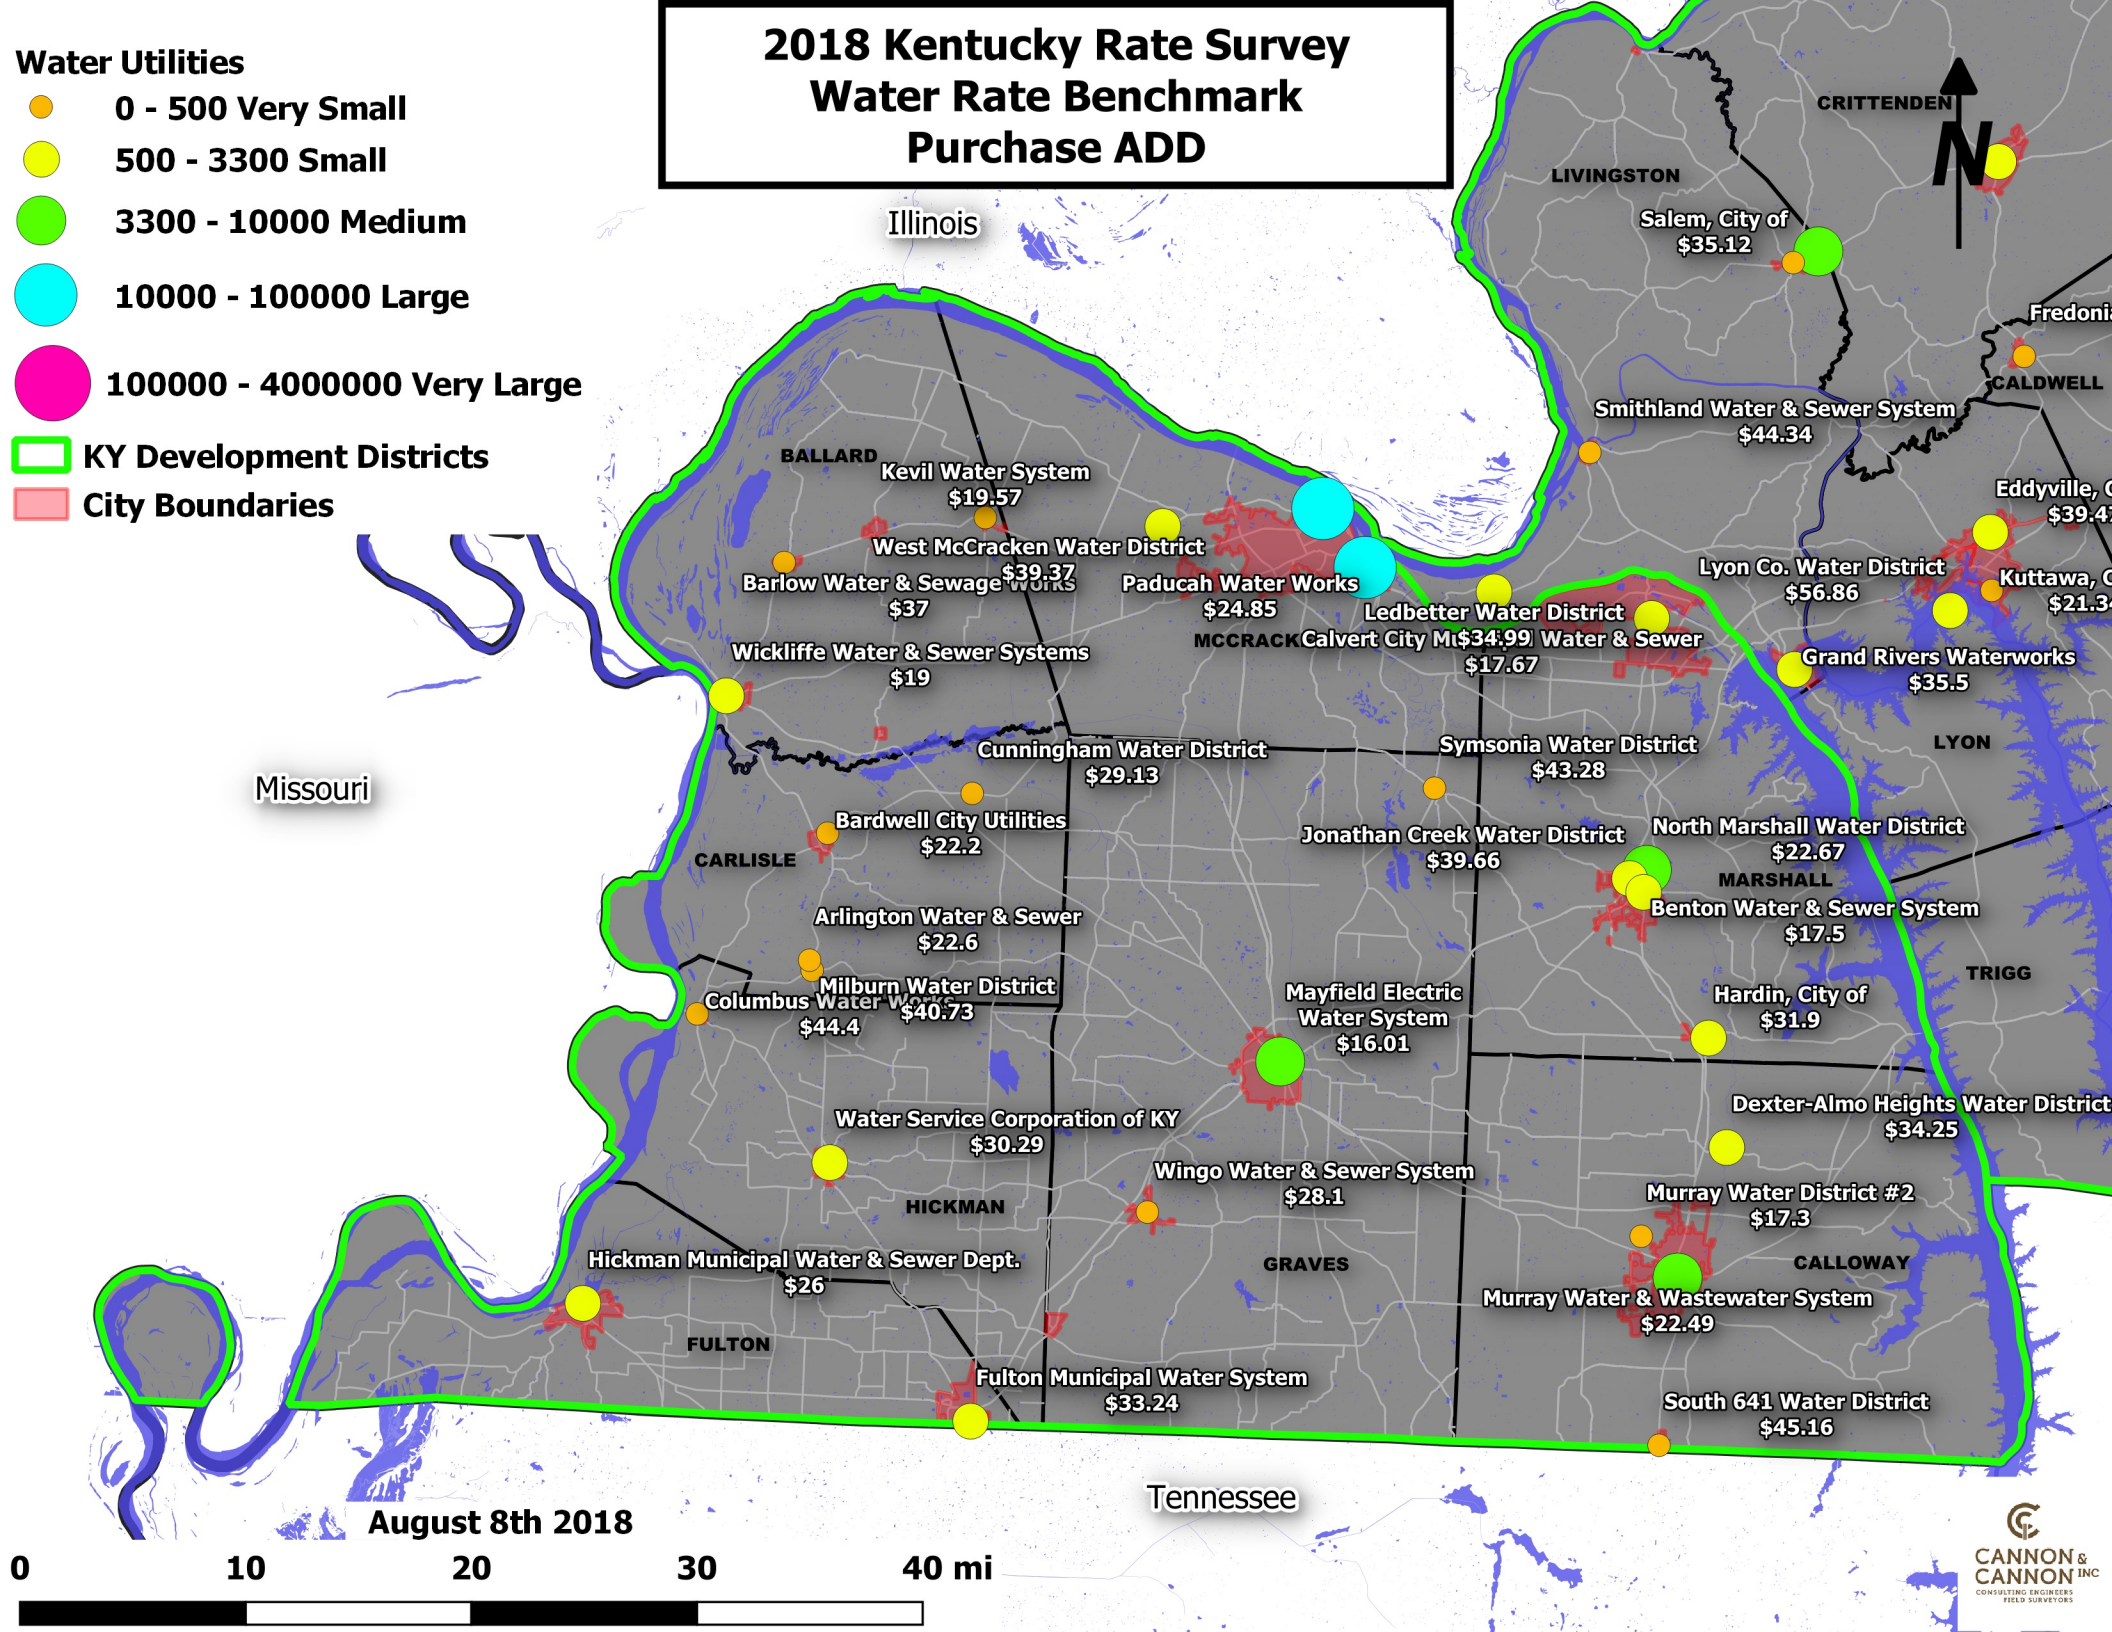 2018 Kentucky Rate Survey
Water Rate Benchmark
Purchase ADD
Water Utilities
0 - 500 Very Small
500 - 3300 Small
3300 - 10000 Medium
10000 - 100000 Large
100000 - 4000000 Very Large
KY Development Districts
City Boundaries
Illinois
Missouri
Tennessee
N
CRITTENDEN
LIVINGSTON
Salem, City of
$35.12
Fredonia
CALDWELL
Smithland Water & Sewer System
$44.34
BALLARD
Kevil Water System
$19.57
Eddyville, C
$39.47
West McCracken Water District
$39.37
Barlow Water & Sewage Works
$37
Paducah Water Works
$24.85
Lyon Co. Water District
$56.86
Kuttawa, C
$21.34
Ledbetter Water District
$34.99
MCCRACK
Calvert City Mu Water & Sewer
$17.67
Wickliffe Water & Sewer Systems
$19
Grand Rivers Waterworks
$35.5
LYON
Cunningham Water District
$29.13
Symsonia Water District
$43.28
Bardwell City Utilities
$22.2
CARLISLE
Jonathan Creek Water District
$39.66
North Marshall Water District
$22.67
MARSHALL
Benton Water & Sewer System
$17.5
Arlington Water & Sewer
$22.6
TRIGG
Milburn Water District
$40.73
Columbus Water Works
$44.4
Mayfield Electric
Water System
$16.01
Hardin, City of
$31.9
Water Service Corporation of KY
$30.29
Dexter-Almo Heights Water District
$34.25
Wingo Water & Sewer System
$28.1
HICKMAN
Murray Water District #2
$17.3
Hickman Municipal Water & Sewer Dept.
$26
GRAVES
CALLOWAY
Murray Water & Wastewater System
$22.49
FULTON
Fulton Municipal Water System
$33.24
South 641 Water District
$45.16
August 8th 2018
0 10 20 30 40 mi
CANNON &
CANNON INC
CONSULTING ENGINEERS
FIELD SURVEYORS